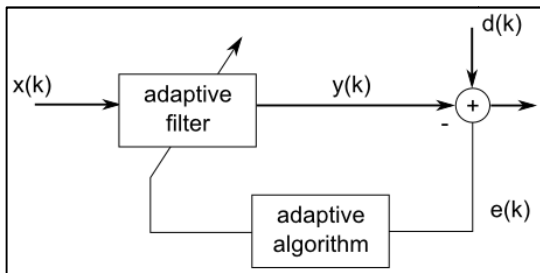 d(k)
x(k)
adaptive
filter
y(k)
+
-
adaptive
algorithm
e(k)